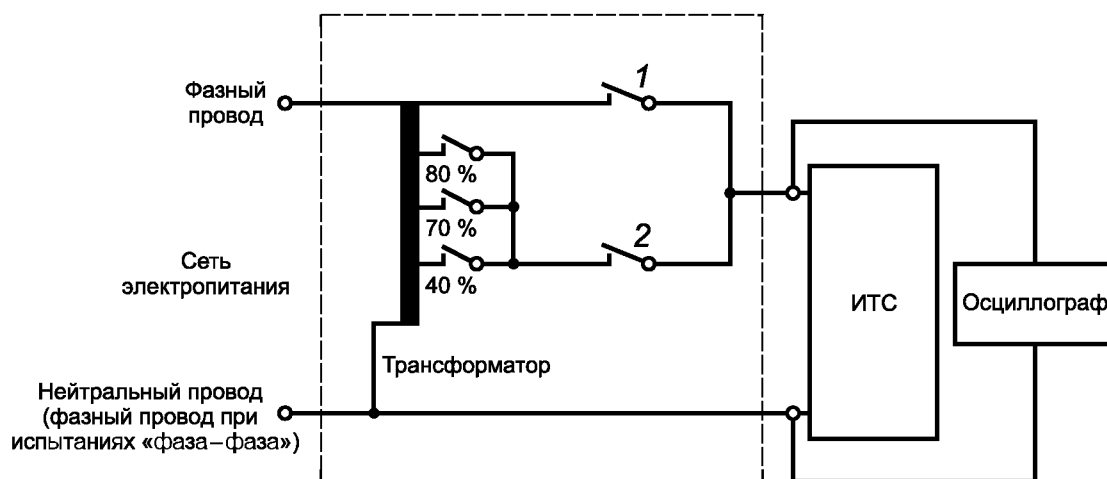 Фазный
провод
1
80 %
70 %
2
40 %
Сеть
электропитания
ИТС
Осциллограф
Трансформатор
Нейтральный провод
(фазный провод при
испытаниях «фаза–фаза»)